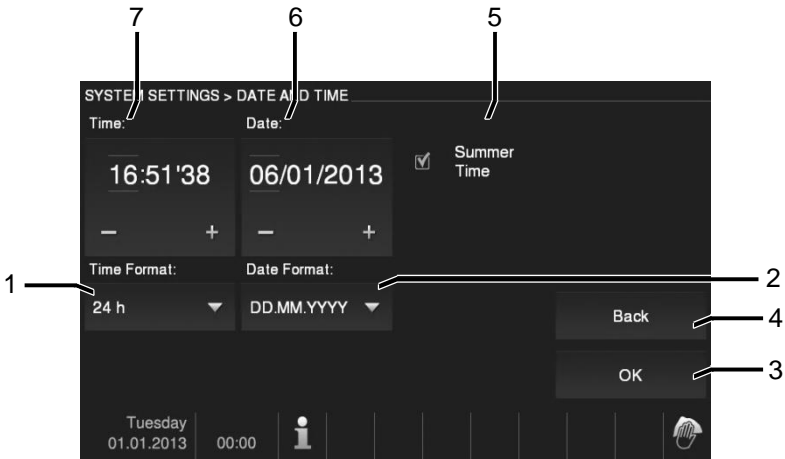 7 6 5
SYSTEM SETTINGS > DATE AND TIME
Time: Date:
16:51'38 06/01/2013 Summer
Time
– + – +
Time Format: Date Format:
1 2
24 h DD.MM.YYYY Back 4
OK 3
Tuesday
01.01.2013 00:00 i